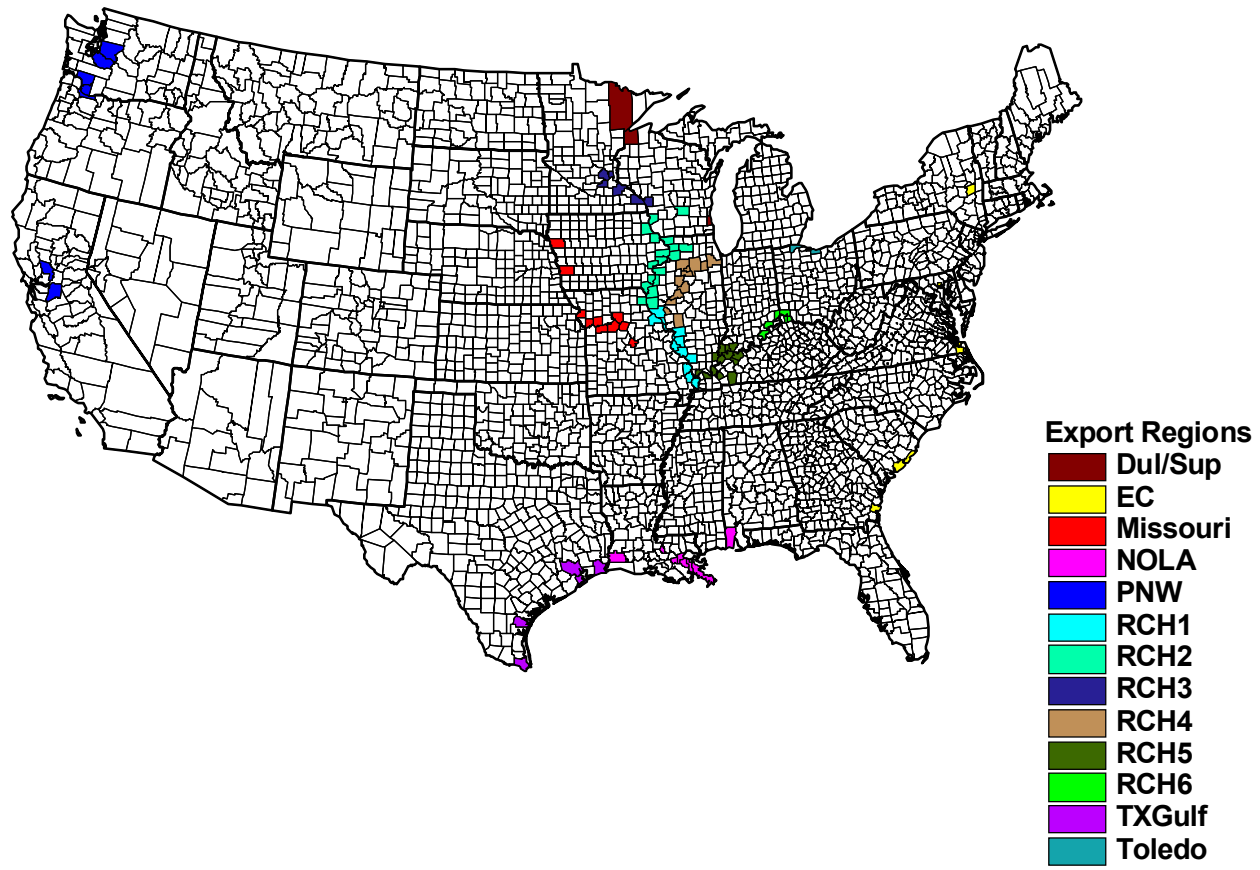 Export Regions
Dul/Sup
EC
Missouri
NOLA
PNW
RCH1
RCH2
RCH3
RCH4
RCH5
RCH6
TXGulf
Toledo